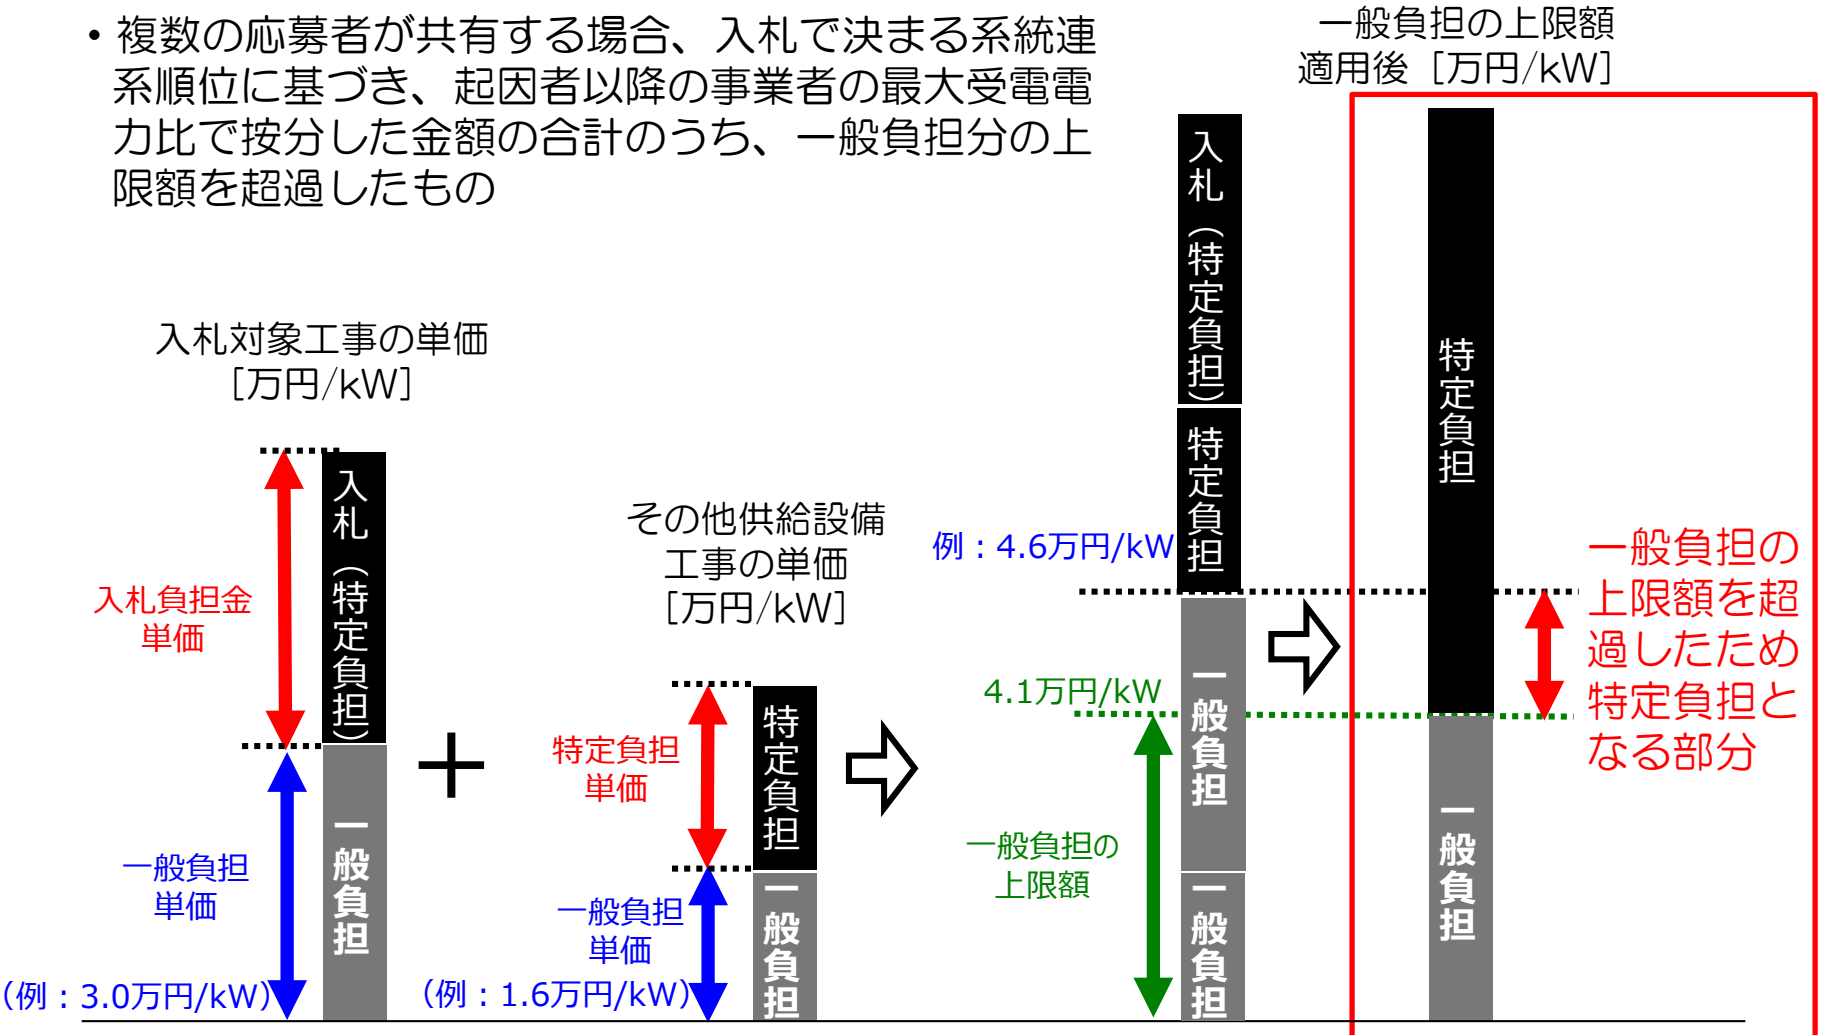 ・複数の応募者が共有する場合、入札で決まる系統連
系順位に基づき、起因者以降の事業者の最大受電電
力比で按分した金額の合計のうち、一般負担分の上
限額を超過したもの
一般負担の上限額
適用後［万円/kW］
入札対象工事の単価
［万円/kW］
入札負担金
単価
入札（特定負担）
一般負担
一般負担
単価
（例：3.0万円/kW）
＋
その他供給設備
工事の単価
［万円/kW］
特定負担
単価
特定負担
一般負担
一般負担
単価
（例：1.6万円/kW）
入札（特定負担）
特定負担
例：4.6万円/kW
一般負担
4.1万円/kW
一般負担の
上限額
一般負担
特定負担
一般負担
一般負担の
上限額を超
過したため
特定負担と
なる部分